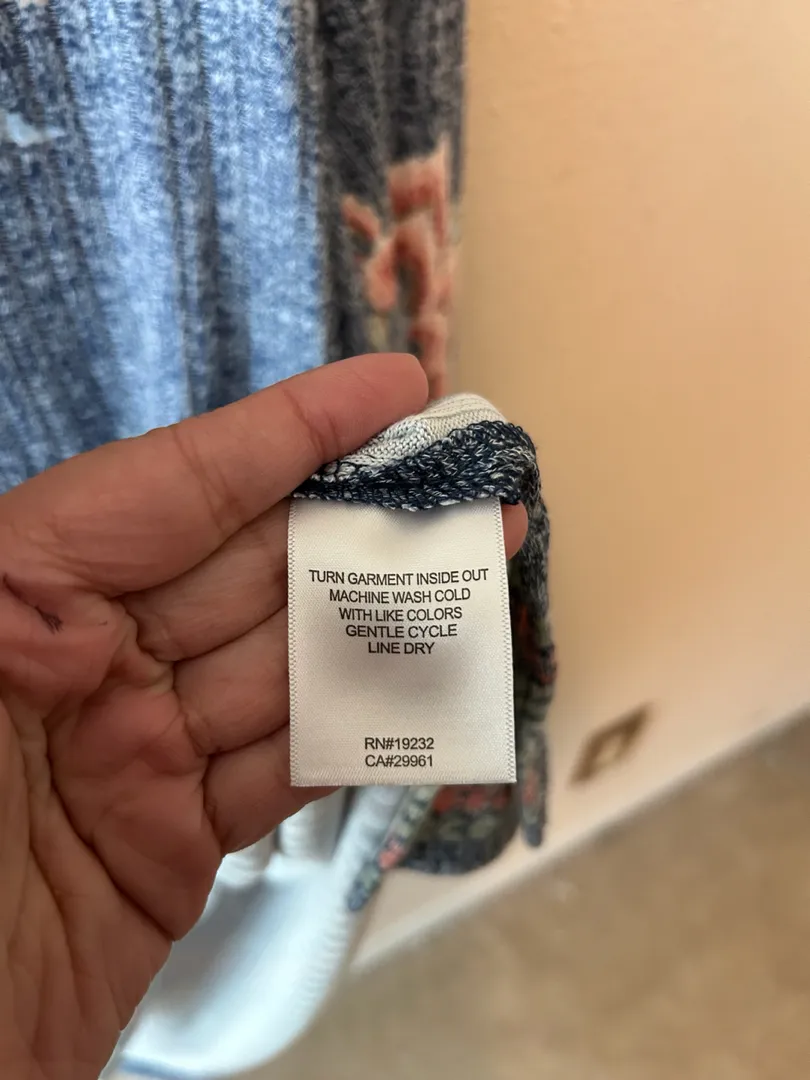 TURN GARMENT INSIDE OUT
MACHINE WASH COLD
WITH LIKE COLORS
GENTLE CYCLE
LINE DRY
RN#19232
CA#29961